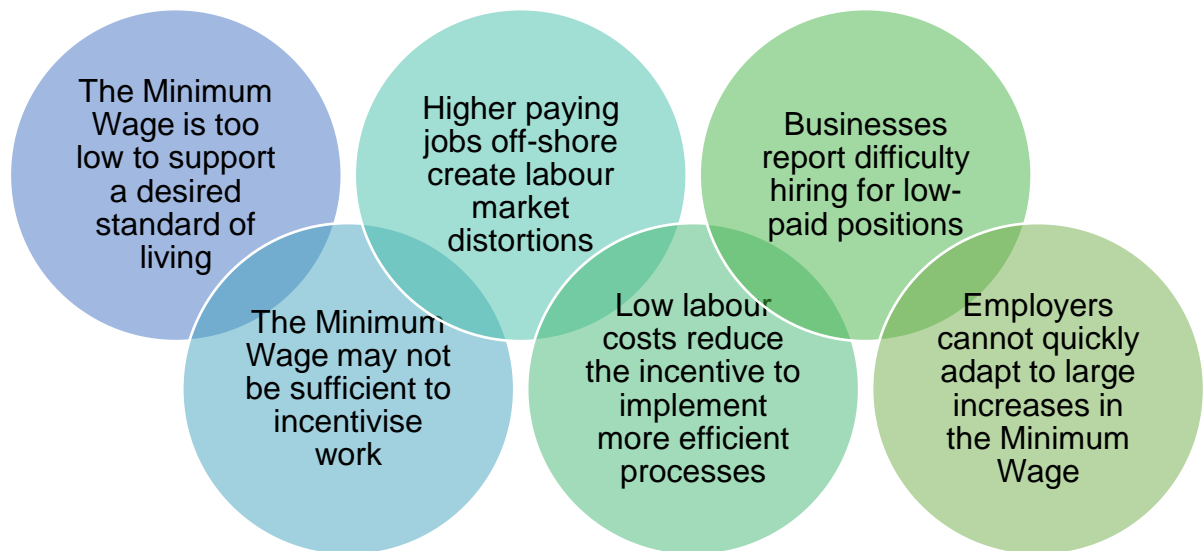 The Minimum
Wage is too
low to support
a desired
standard of
living
The Minimum
Wage may not
be sufficient to
incentivise
work
Higher paying
jobs off-shore
create labour
market
distortions
Low labour
costs reduce
the incentive to
implement
more efficient
processes
Businesses
report difficulty
hiring for low-
paid positions
Employers
cannot quickly
adapt to large
increases in
the Minimum
Wage